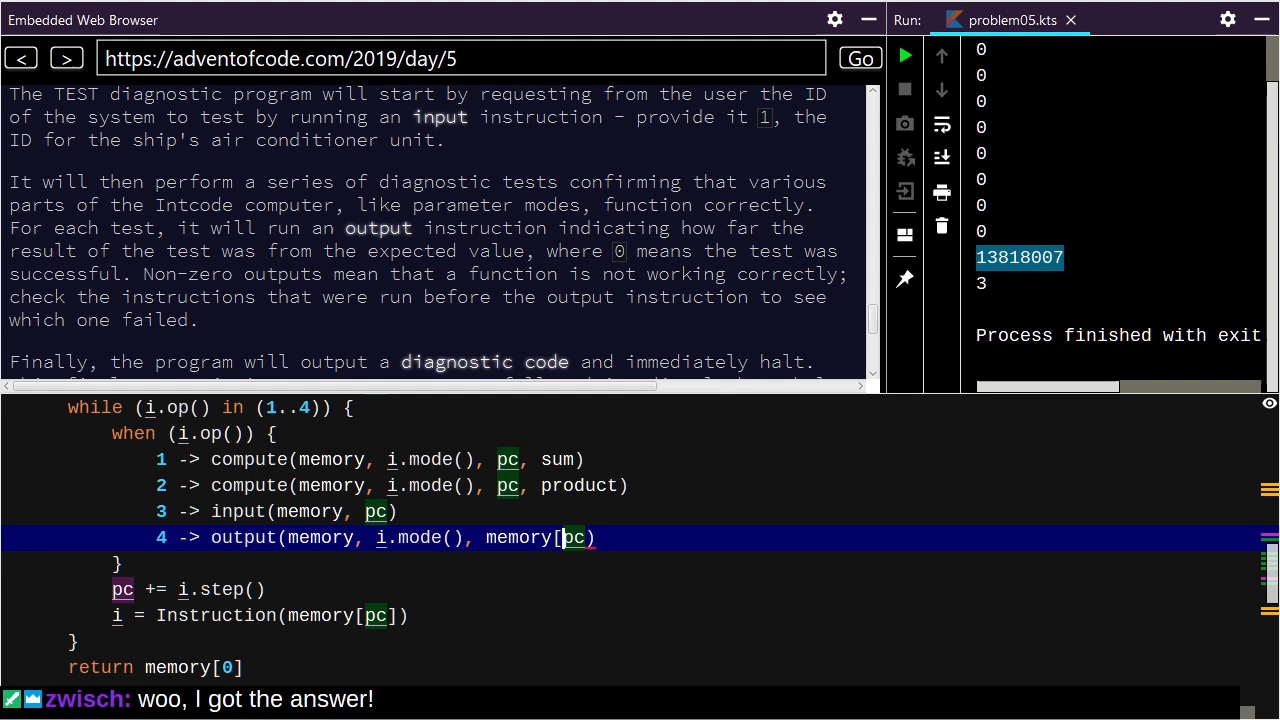 Embedded Web Browser
< > https://adventofcode.com/2019/day/5 Go
The TEST diagnostic program will start by requesting from the user the ID
of the system to test by running an input instruction - provide it 1, the
ID for the ship's air conditioner unit.
It will then perform a series of diagnostic tests confirming that various
parts of the Intcode computer, like parameter modes, function correctly.
For each test, it will run an output instruction indicating how far the
result of the test was from the expected value, where 0 means the test was
successful. Non-zero outputs mean that a function is not working correctly;
check the instructions that were run before the output instruction to see
which one failed.
Finally, the program will output a diagnostic code and immediately halt.
Run: problem05.kts
0
0
0
0
0
0
0
0
13818007
3
Process finished with exit
while (i.op() in (1..4)) {
when (i.op()) {
1 -> compute(memory, i.mode(), pc, sum)
2 -> compute(memory, i.mode(), pc, product)
3 -> input(memory, pc)
4 -> output(memory, i.mode(), memory[pc)
}
pc += i.step()
i = Instruction(memory[pc])
}
return memory[0]
zwisch: woo, I got the answer!